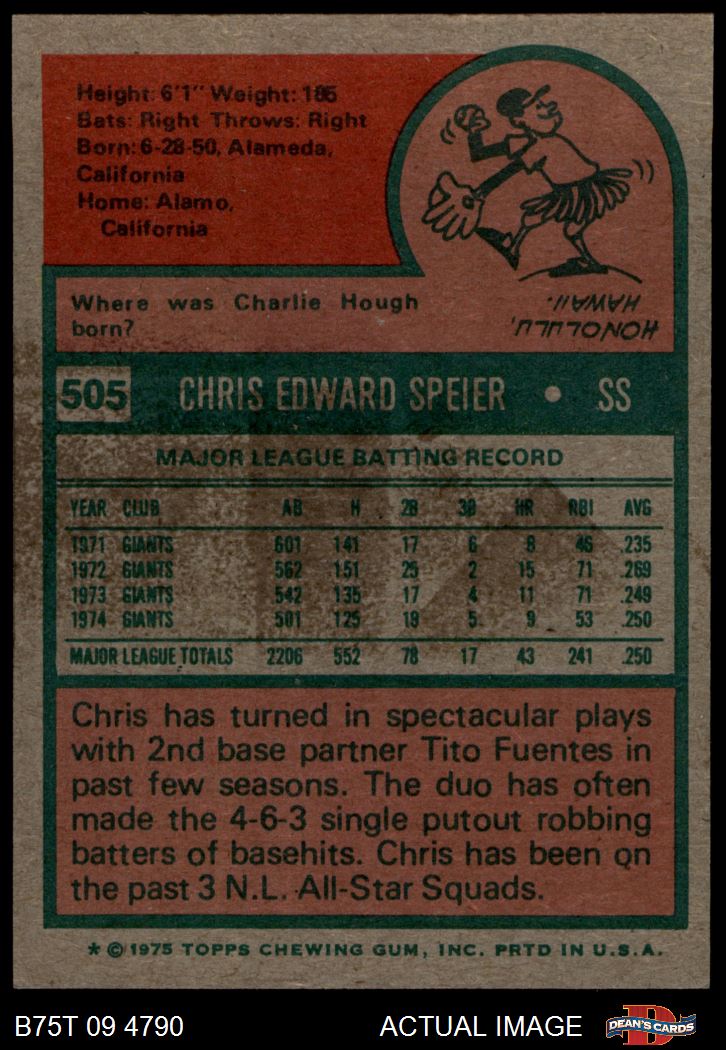 Height: 6'1" Weight: 185
Bats: Right Throws: Right
Born: 6-28-50, Alameda,
California
Home: Alamo,
California
Where was Charlie Hough
born?
HONOLULU,
HAWAII.
505 CHRIS EDWARD SPEIER • SS
MAJOR LEAGUE BATTING RECORD
YEAR CLUB AB H 2B 3B HR RBI AVG
1971 GIANTS 601 141 17 6 8 46 .235
1972 GIANTS 562 151 25 2 15 71 .269
1973 GIANTS 542 135 17 4 11 71 .249
1974 GIANTS 501 125 19 5 9 53 .250
MAJOR LEAGUE TOTALS 2206 552 78 17 43 241 .250
Chris has turned in spectacular plays
with 2nd base partner Tito Fuentes in
past few seasons. The duo has often
made the 4-6-3 single putout robbing
batters of basehits. Chris has been on
the past 3 N.L. All-Star Squads.
* © 1975 TOPPS CHEWING GUM, INC. PRTD IN U.S.A.
B75T 09 4790 ACTUAL IMAGE D DEAN'S CARDS